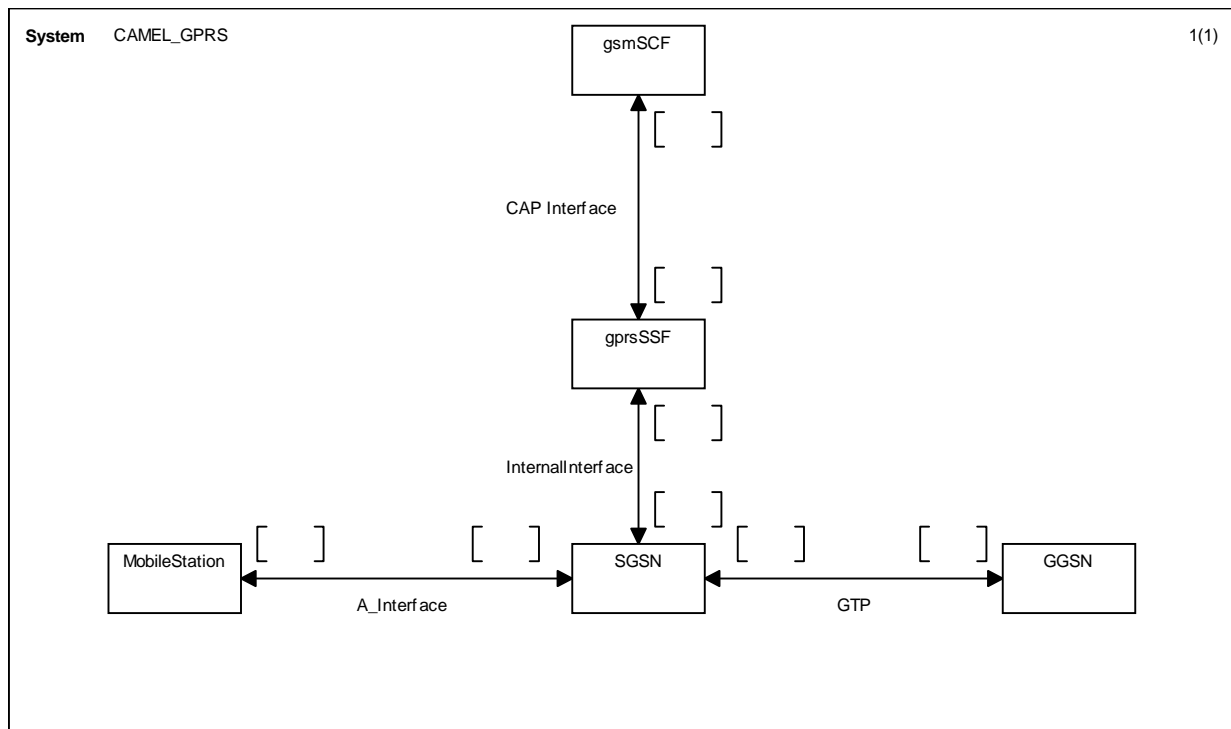 System CAMEL_GPRS 1(1)
gsmSCF
[ ]
CAP Interface
[ ]
gprsSSF
[ ]
InternalInterface
[ ]
[ ] [ ] [ ] [ ]
MobileStation SGSN GGSN
A_Interface GTP